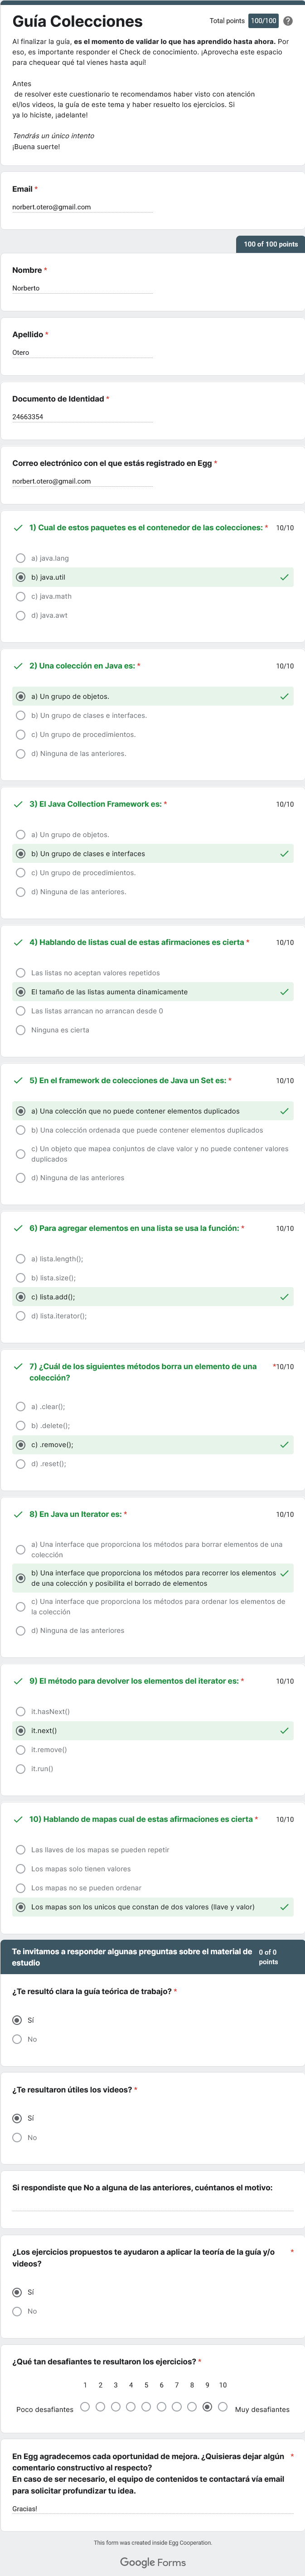 Guía Colecciones
Total points 100/100 ?
Al finalizar la guía, es el momento de validar lo que has aprendido hasta ahora. Por
eso, es importante responder el Check de conocimiento. ¡Aprovecha este espacio
para chequear qué tal vienes hasta aquí!
Antes
de resolver este cuestionario te recomendamos haber visto con atención
el/los videos, la guía de este tema y haber resuelto los ejercicios. Si
ya lo hiciste, ¡adelante!
Tendrás un único intento
¡Buena suerte!
Email *
norbert.otero@gmail.com
100 of 100 points
Nombre *
Norberto
Apellido *
Otero
Documento de Identidad *
24663354
Correo electrónico con el que estás registrado en Egg *
norbert.otero@gmail.com
1) Cual de estos paquetes es el contenedor de las colecciones: * 10/10
a) java.lang
b) java.util
c) java.math
d) java.awt
2) Una colección en Java es: * 10/10
a) Un grupo de objetos.
b) Un grupo de clases e interfaces.
c) Un grupo de procedimientos.
d) Ninguna de las anteriores.
3) El Java Collection Framework es: * 10/10
a) Un grupo de objetos.
b) Un grupo de clases e interfaces
c) Un grupo de procedimientos.
d) Ninguna de las anteriores.
4) Hablando de listas cual de estas afirmaciones es cierta * 10/10
Las listas no aceptan valores repetidos
El tamaño de las listas aumenta dinamicamente
Las listas arrancan no arrancan desde 0
Ninguna es cierta
5) En el framework de colecciones de Java un Set es: * 10/10
a) Una colección que no puede contener elementos duplicados
b) Una colección ordenada que puede contener elementos duplicados
c) Un objeto que mapea conjuntos de clave valor y no puede contener valores
duplicados
d) Ninguna de las anteriores
6) Para agregar elementos en una lista se usa la función: * 10/10
a) lista.length();
b) lista.size();
c) lista.add();
d) lista.iterator();
7) ¿Cuál de los siguientes métodos borra un elemento de una *10/10
colección?
a) .clear();
b) .delete();
c) .remove();
d) .reset();
8) En Java un Iterator es: * 10/10
a) Una interface que proporciona los métodos para borrar elementos de una
colección
b) Una interface que proporciona los métodos para recorrer los elementos
de una colección y posibilita el borrado de elementos
c) Una interface que proporciona los métodos para ordenar los elementos de
la colección
d) Ninguna de las anteriores
9) El método para devolver los elementos del iterator es: * 10/10
it.hasNext()
it.next()
it.remove()
it.run()
10) Hablando de mapas cual de estas afirmaciones es cierta * 10/10
Las llaves de los mapas se pueden repetir
Los mapas solo tienen valores
Los mapas no se pueden ordenar
Los mapas son los unicos que constan de dos valores (llave y valor)
Te invitamos a responder algunas preguntas sobre el material de
estudio
0 of 0
points
¿Te resultó clara la guía teórica de trabajo? *
Sí
No
¿Te resultaron útiles los videos? *
Sí
No
Si respondiste que No a alguna de las anteriores, cuéntanos el motivo:
¿Los ejercicios propuestos te ayudaron a aplicar la teoría de la guía y/o *
videos?
Sí
No
¿Qué tan desafiantes te resultaron los ejercicios? *
1 2 3 4 5 6 7 8 9 10
Poco desafiantes Muy desafiantes
En Egg agradecemos cada oportunidad de mejora. ¿Quisieras dejar algún *
comentario constructivo al respecto?
En caso de ser necesario, el equipo de contenidos te contactará vía email
para solicitar profundizar tu idea.
Gracias!
This form was created inside Egg Cooperation.
Google Forms